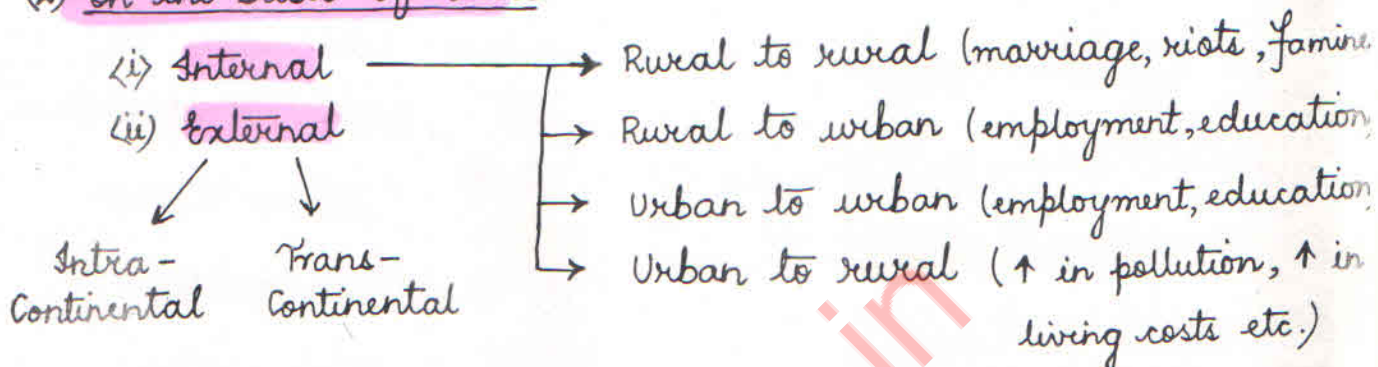 on the basis of
<i> Internal → Rural to rural (marriage, riots, famine
<ii> External → Rural to urban (employment, education,
→ Urban to urban (employment, education,
Intra- Trans- → Urban to rural (↑ in pollution, ↑ in
Continental Continental living costs etc.)
in